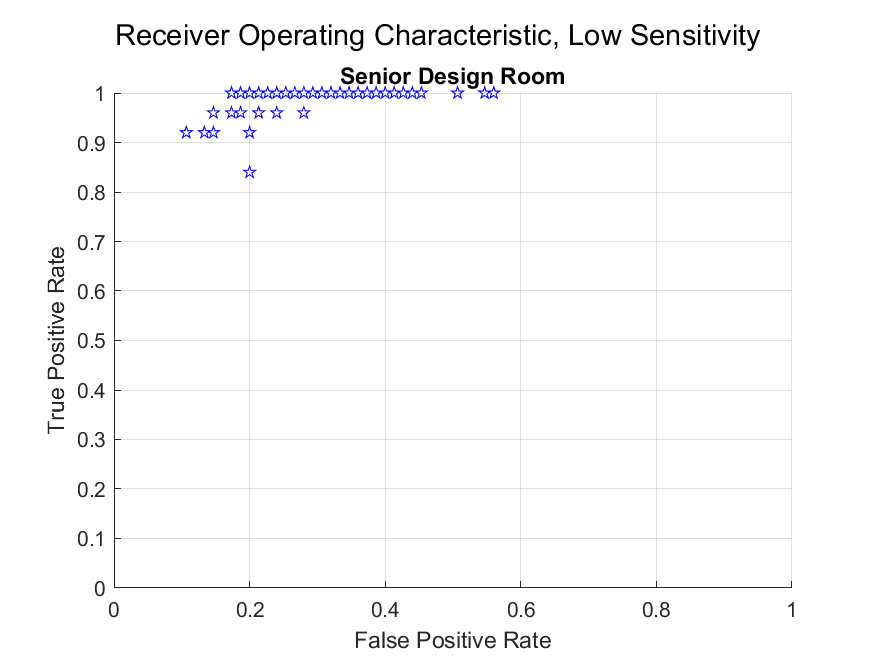 Receiver Operating Characteristic, Low Sensitivity
Senior Design Room
1
0.9
0.8
0.7
0.6
0.5
0.4
0.3
0.2
0.1
0
True Positive Rate
0 0.2 0.4 0.6 0.8 1
False Positive Rate